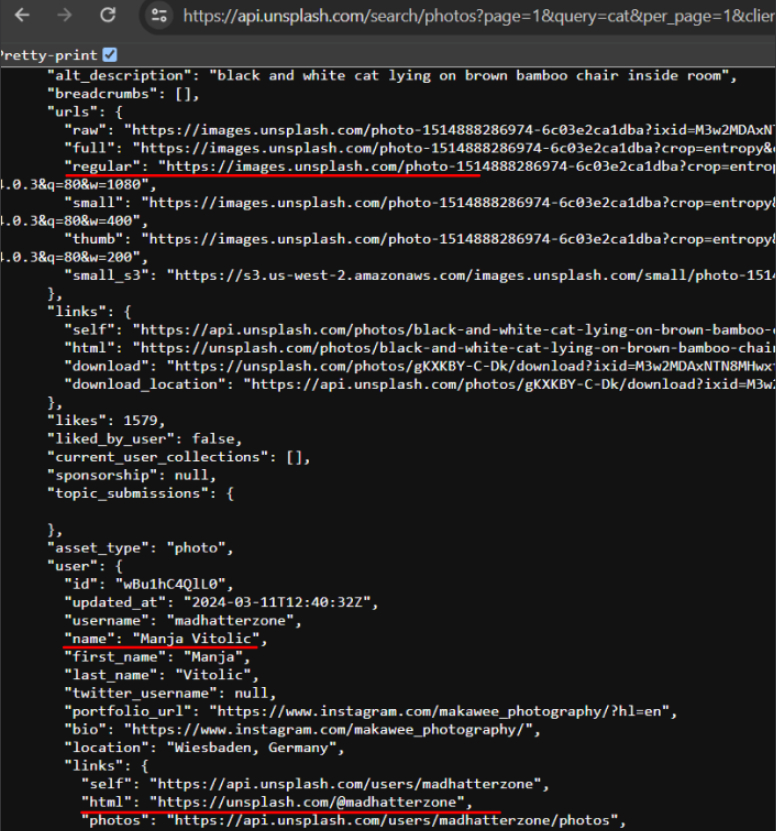 https://api.unsplash.com/search/photos?page=1&query=cat&per_page=1&clien
Pretty-print
"alt_description": "black and white cat lying on brown bamboo chair inside room",
"breadcrumbs": [],
"urls": {
"raw": "https://images.unsplash.com/photo-1514888286974-6c03e2ca1dba?ixid=M3w2MDAxN
"full": "https://images.unsplash.com/photo-1514888286974-6c03e2ca1dba?crop=entropy&
"regular": "https://images.unsplash.com/photo-1514888286974-6c03e2ca1dba?crop=entrop
4.0.3&q=80&w=1080",
"small": "https://images.unsplash.com/photo-1514888286974-6c03e2ca1dba?crop=entropy&
4.0.3&q=80&w=400",
"thumb": "https://images.unsplash.com/photo-1514888286974-6c03e2ca1dba?crop=entropy&
4.0.3&q=80&w=200",
"small_s3": "https://s3.us-west-2.amazonaws.com/images.unsplash.com/small/photo-1514
},
"links": {
"self": "https://api.unsplash.com/photos/black-and-white-cat-lying-on-brown-bamboo-
"html": "https://unsplash.com/photos/black-and-white-cat-lying-on-brown-bamboo-chair
"download": "https://unsplash.com/photos/gKXKBY-C-Dk/download?ixid=M3w2MDAxNTN8MHwx
"download_location": "https://api.unsplash.com/photos/gKXKBY-C-Dk/download?ixid=M3w2
},
"likes": 1579,
"liked_by_user": false,
"current_user_collections": [],
"sponsorship": null,
"topic_submissions": {
},
"asset_type": "photo",
"user": {
"id": "wBu1hC4QlL0",
"updated_at": "2024-03-11T12:40:32Z",
"username": "madhatterzone",
"name": "Manja Vitolic",
"first_name": "Manja",
"last_name": "Vitolic",
"twitter_username": null,
"portfolio_url": "https://www.instagram.com/makawee_photography/?hl=en",
"bio": "https://www.instagram.com/makawee_photography/",
"location": "Wiesbaden, Germany",
"links": {
"self": "https://api.unsplash.com/users/madhatterzone",
"html": "https://unsplash.com/@madhatterzone",
"photos": "https://api.unsplash.com/users/madhatterzone/photos",